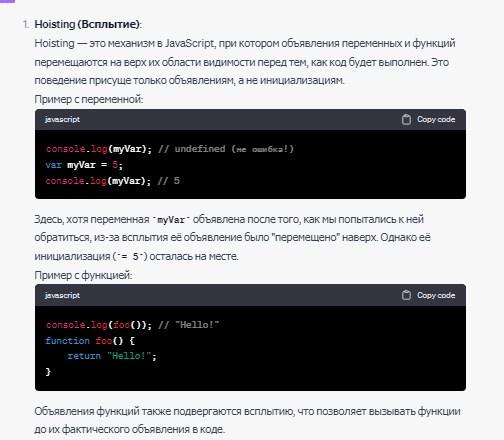 1. Hoisting (Всплытие):
Hoisting — это механизм в JavaScript, при котором объявления переменных и функций
перемещаются на верх их области видимости перед тем, как код будет выполнен. Это
поведение присуще только объявлениям, а не инициализациям.
Пример с переменной:
javascript Copy code
console.log(myVar); // undefined (не ошибка!)
var myVar = 5;
console.log(myVar); // 5
Здесь, хотя переменная `myVar` объявлена после того, как мы попытались к ней
обратиться, из-за всплытия её объявление было "перемещено" наверх. Однако её
инициализация (`= 5`) осталась на месте.
Пример с функцией:
javascript Copy code
console.log(foo()); // "Hello!"
function foo() {
    return "Hello!";
}
Объявления функций также подвергаются всплытию, что позволяет вызывать функции
до их фактического объявления в коде.